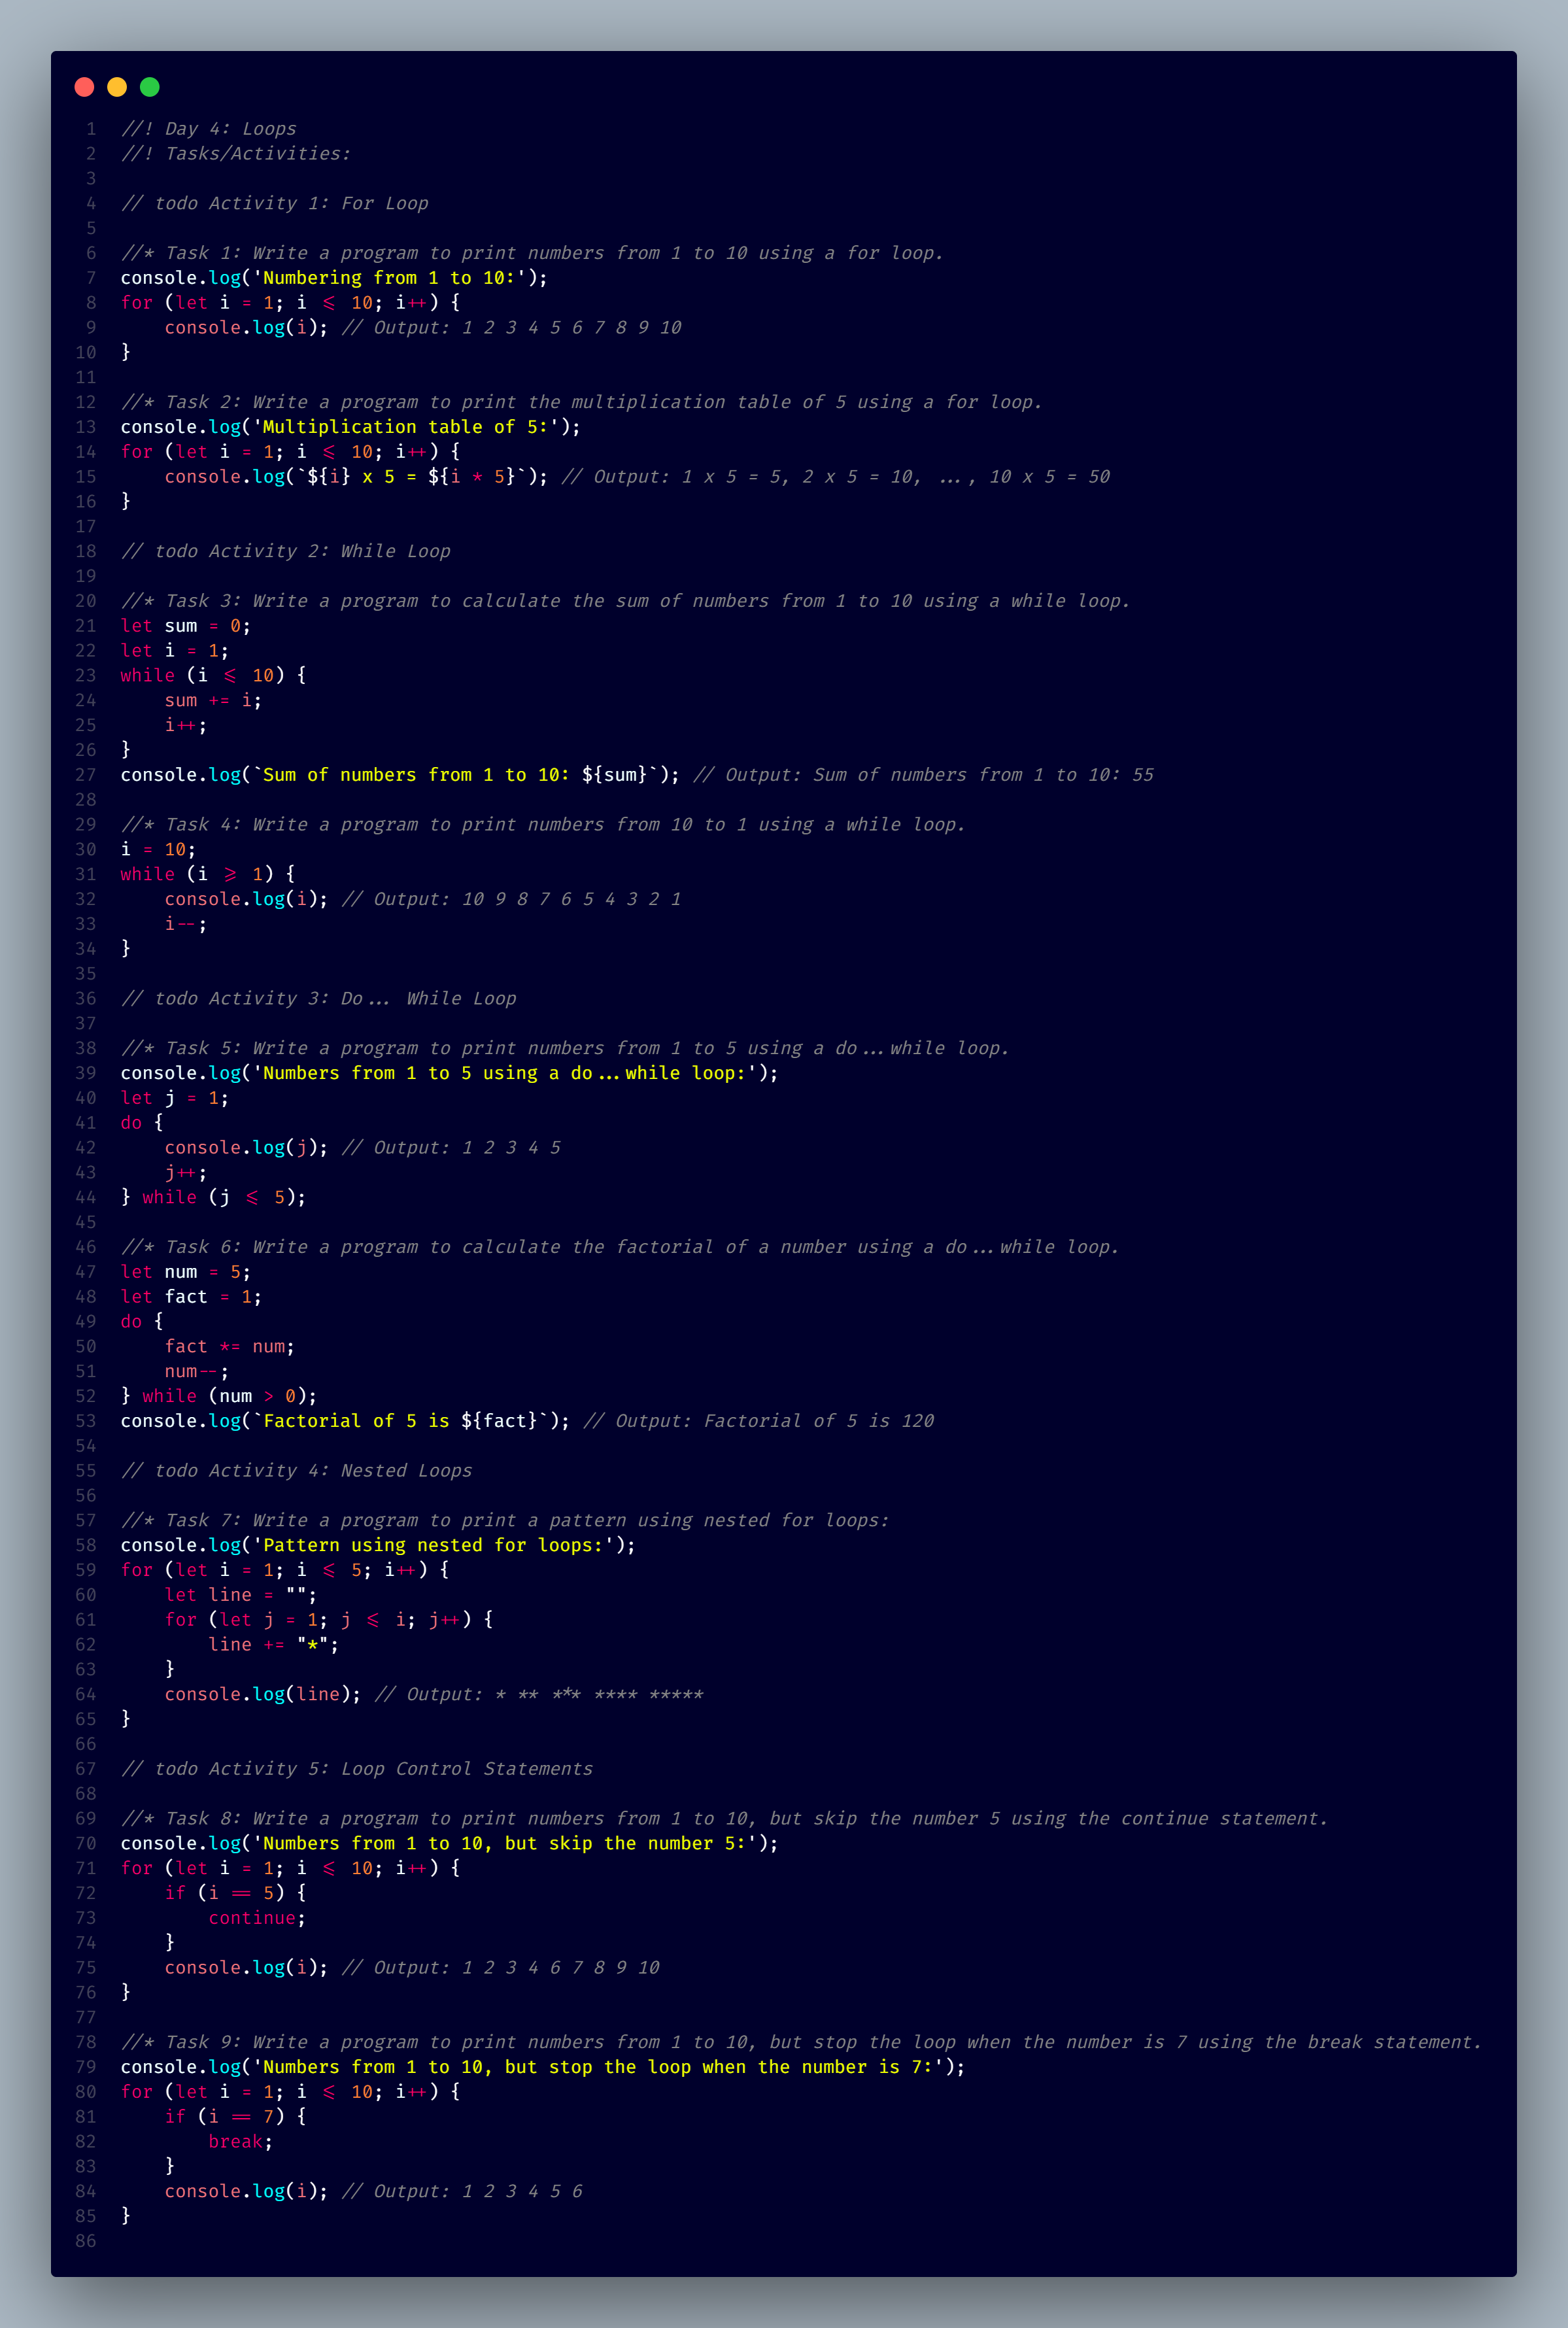 1 //! Day 4: Loops
2 //! Tasks/Activities:
3
4 // todo Activity 1: For Loop
5
6 //* Task 1: Write a program to print numbers from 1 to 10 using a for loop.
7 console.log('Numbering from 1 to 10:');
8 for (let i = 1; i <= 10; i++) {
9     console.log(i); // Output: 1 2 3 4 5 6 7 8 9 10
10 }
11
12 //* Task 2: Write a program to print the multiplication table of 5 using a for loop.
13 console.log('Multiplication table of 5:');
14 for (let i = 1; i <= 10; i++) {
15     console.log(`${i} x 5 = ${i * 5}`); // Output: 1 x 5 = 5, 2 x 5 = 10, ..., 10 x 5 = 50
16 }
17
18 // todo Activity 2: While Loop
19
20 //* Task 3: Write a program to calculate the sum of numbers from 1 to 10 using a while loop.
21 let sum = 0;
22 let i = 1;
23 while (i <= 10) {
24     sum += i;
25     i++;
26 }
27 console.log(`Sum of numbers from 1 to 10: ${sum}`); // Output: Sum of numbers from 1 to 10: 55
28
29 //* Task 4: Write a program to print numbers from 10 to 1 using a while loop.
30 i = 10;
31 while (i >= 1) {
32     console.log(i); // Output: 10 9 8 7 6 5 4 3 2 1
33     i--;
34 }
35
36 // todo Activity 3: Do... While Loop
37
38 //* Task 5: Write a program to print numbers from 1 to 5 using a do...while loop.
39 console.log('Numbers from 1 to 5 using a do...while loop:');
40 let j = 1;
41 do {
42     console.log(j); // Output: 1 2 3 4 5
43     j++;
44 } while (j <= 5);
45
46 //* Task 6: Write a program to calculate the factorial of a number using a do...while loop.
47 let num = 5;
48 let fact = 1;
49 do {
50     fact *= num;
51     num--;
52 } while (num > 0);
53 console.log(`Factorial of 5 is ${fact}`); // Output: Factorial of 5 is 120
54
55 // todo Activity 4: Nested Loops
56
57 //* Task 7: Write a program to print a pattern using nested for loops:
58 console.log('Pattern using nested for loops:');
59 for (let i = 1; i <= 5; i++) {
60     let line = "";
61     for (let j = 1; j <= i; j++) {
62         line += "*";
63     }
64     console.log(line); // Output: * ** *** **** *****
65 }
66
67 // todo Activity 5: Loop Control Statements
68
69 //* Task 8: Write a program to print numbers from 1 to 10, but skip the number 5 using the continue statement.
70 console.log('Numbers from 1 to 10, but skip the number 5:');
71 for (let i = 1; i <= 10; i++) {
72     if (i == 5) {
73         continue;
74     }
75     console.log(i); // Output: 1 2 3 4 6 7 8 9 10
76 }
77
78 //* Task 9: Write a program to print numbers from 1 to 10, but stop the loop when the number is 7 using the break statement.
79 console.log('Numbers from 1 to 10, but stop the loop when the number is 7:');
80 for (let i = 1; i <= 10; i++) {
81     if (i == 7) {
82         break;
83     }
84     console.log(i); // Output: 1 2 3 4 5 6
85 }
86